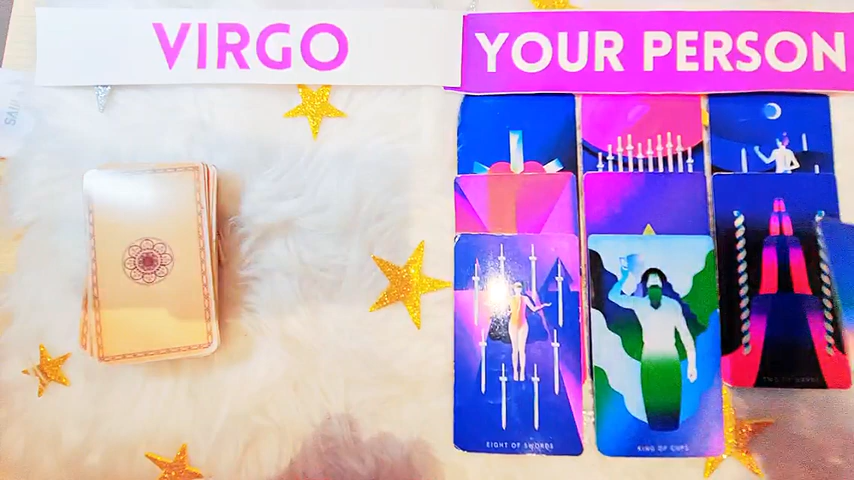 VIRGO
YOUR PERSON
EIGHT OF SWORDS
KING OF CUPS